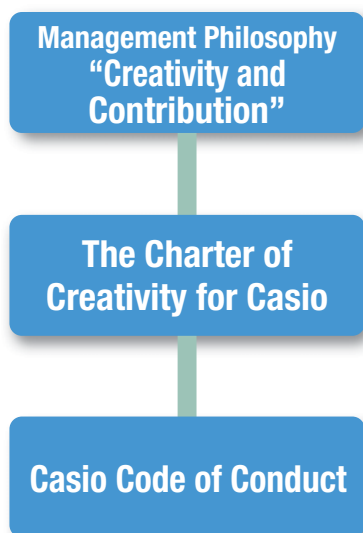 Management Philosophy
“Creativity and
Contribution”
The Charter of
Creativity for Casio
Casio Code of Conduct